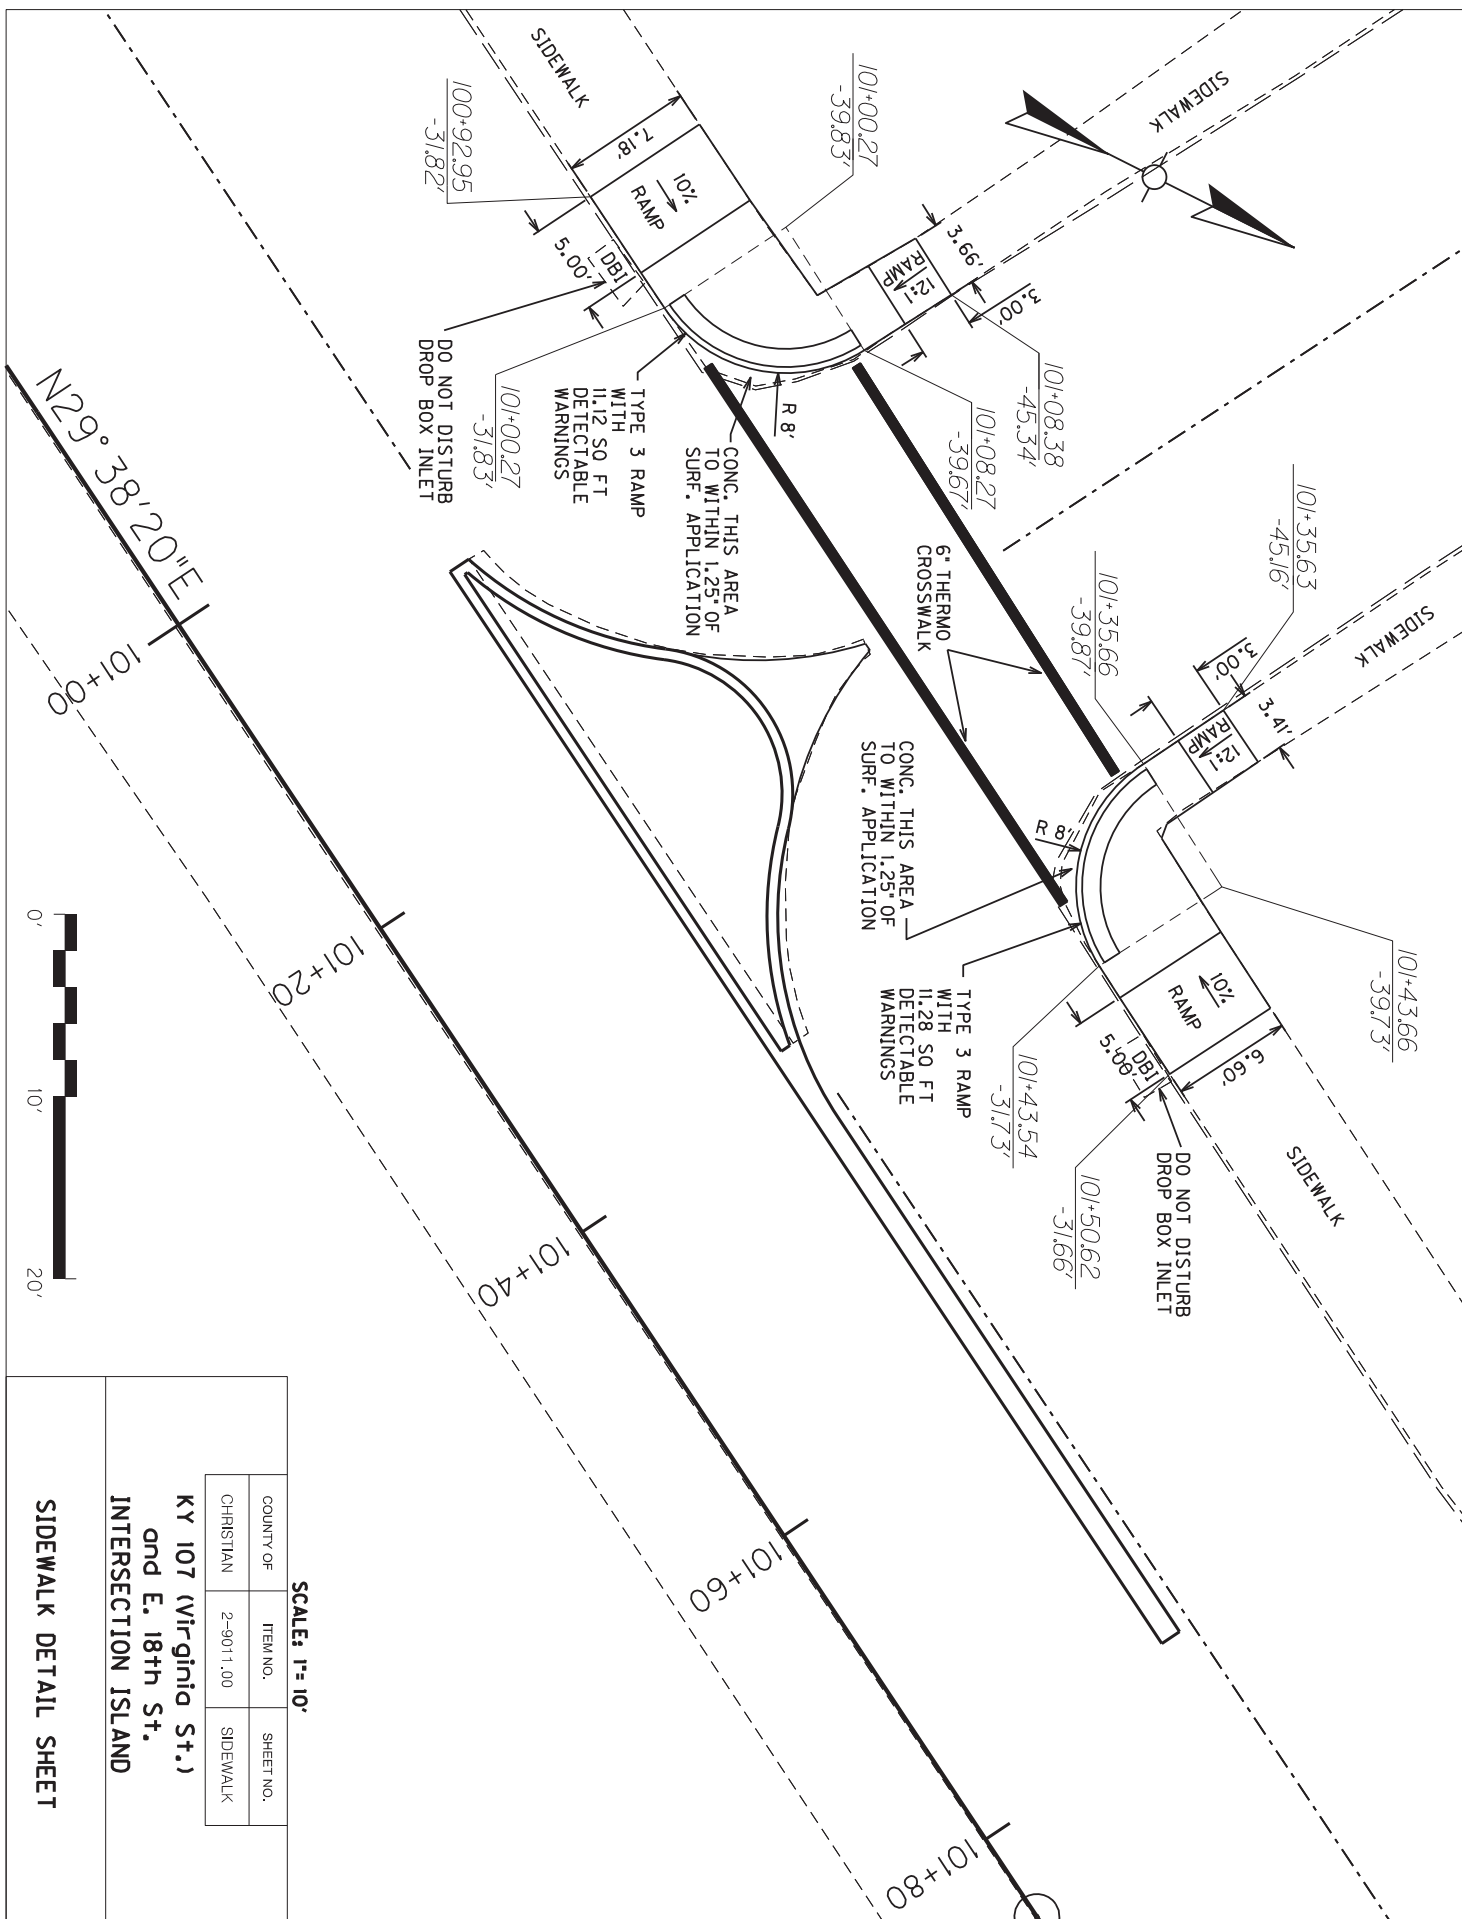 SIDEWALK
SIDEWALK
100+92.95
-31.82'
7.18'
10%
RAMP
5.00'
DBI
101+00.27
-39.83'
3.66'
12:1
RAMP
3.00'
101+08.38
-45.34'
101+08.27
-39.67'
R 8'
DO NOT DISTURB
DROP BOX INLET
101+00.27
-31.83'
TYPE 3 RAMP
WITH
11.12 SQ FT
DETECTABLE
WARNINGS
CONC. THIS AREA
TO WITHIN 1.25" OF
SURF. APPLICATION
6" THERMO
CROSSWALK
101+35.63
-45.16'
101+35.66
-39.87'
SIDEWALK
3.00'
3.41'
12:1
RAMP
R 8'
CONC. THIS AREA
TO WITHIN 1.25" OF
SURF. APPLICATION
TYPE 3 RAMP
WITH
11.28 SQ FT
DETECTABLE
WARNINGS
101+43.66
-39.73'
10%
RAMP
6.60'
5.00'
DBI
101+43.54
-31.73'
101+50.62
-31.66'
DO NOT DISTURB
DROP BOX INLET
SIDEWALK
N29°38'20"E
101+00
101+20
101+40
101+60
101+80
0'
10'
20'
SCALE: 1"= 10'
COUNTY OF
ITEM NO.
SHEET NO.
CHRISTIAN
2-9011.00
SIDEWALK
KY 107 (Virginia St.)
and E. 18th St.
INTERSECTION ISLAND
SIDEWALK DETAIL SHEET